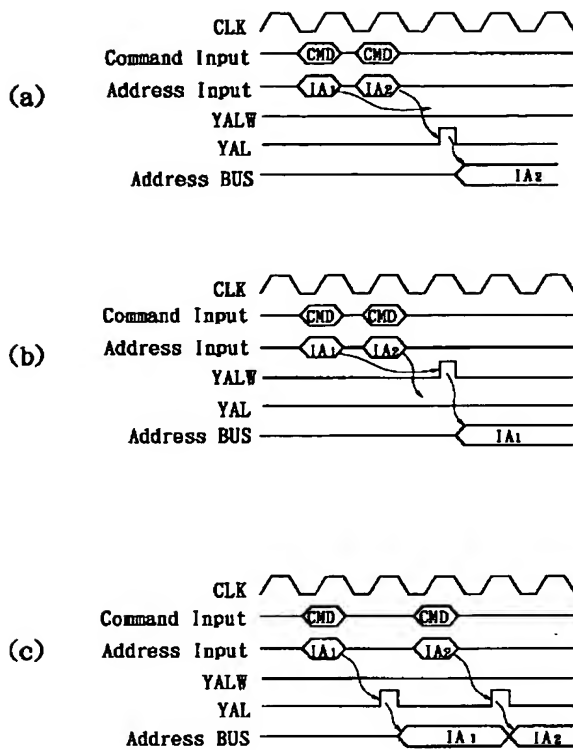 (a)
CLK
Command Input CMD CMD
Address Input IA1 IA2
YALW
YAL
Address BUS IA2
(b)
CLK
Command Input CMD CMD
Address Input IA1 IA2
YALW
YAL
Address BUS IA1
(c)
CLK
Command Input CMD CMD
Address Input IA1 IA2
YALW
YAL
Address BUS IA1 IA2